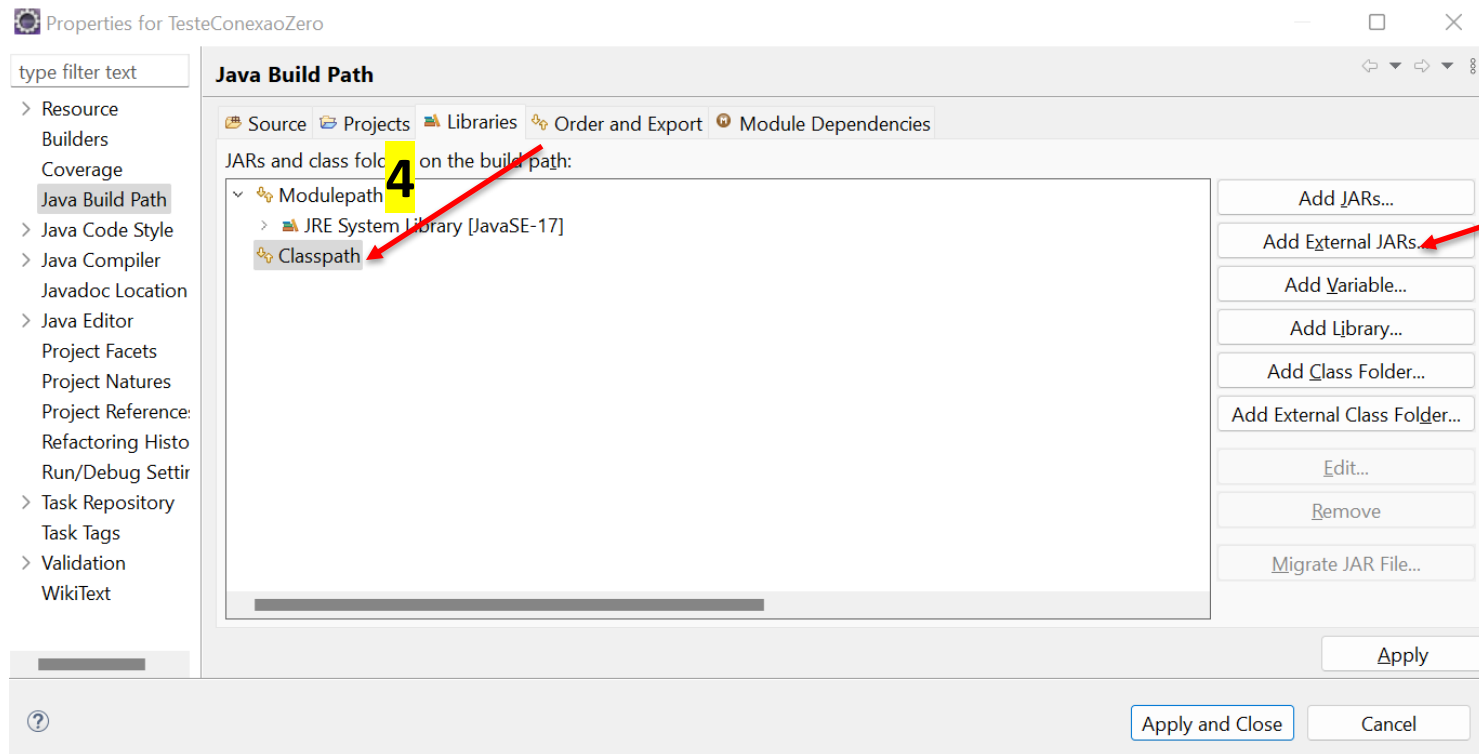 Properties for TesteConexaoZero
type filter text
Resource
Builders
Coverage
Java Build Path
Java Code Style
Java Compiler
Javadoc Location
Java Editor
Project Facets
Project Natures
Project Reference
Refactoring Histo
Run/Debug Settin
Task Repository
Task Tags
Validation
WikiText
Java Build Path
Source Projects Libraries Order and Export Module Dependencies
JARs and class fol on the build path:
4
Modulepath
JRE System Library [JavaSE-17]
Classpath
Add JARs...
Add External JARs...
Add Variable...
Add Library...
Add Class Folder...
Add External Class Folder...
Edit...
Remove
Migrate JAR File...
Apply
Apply and Close Cancel